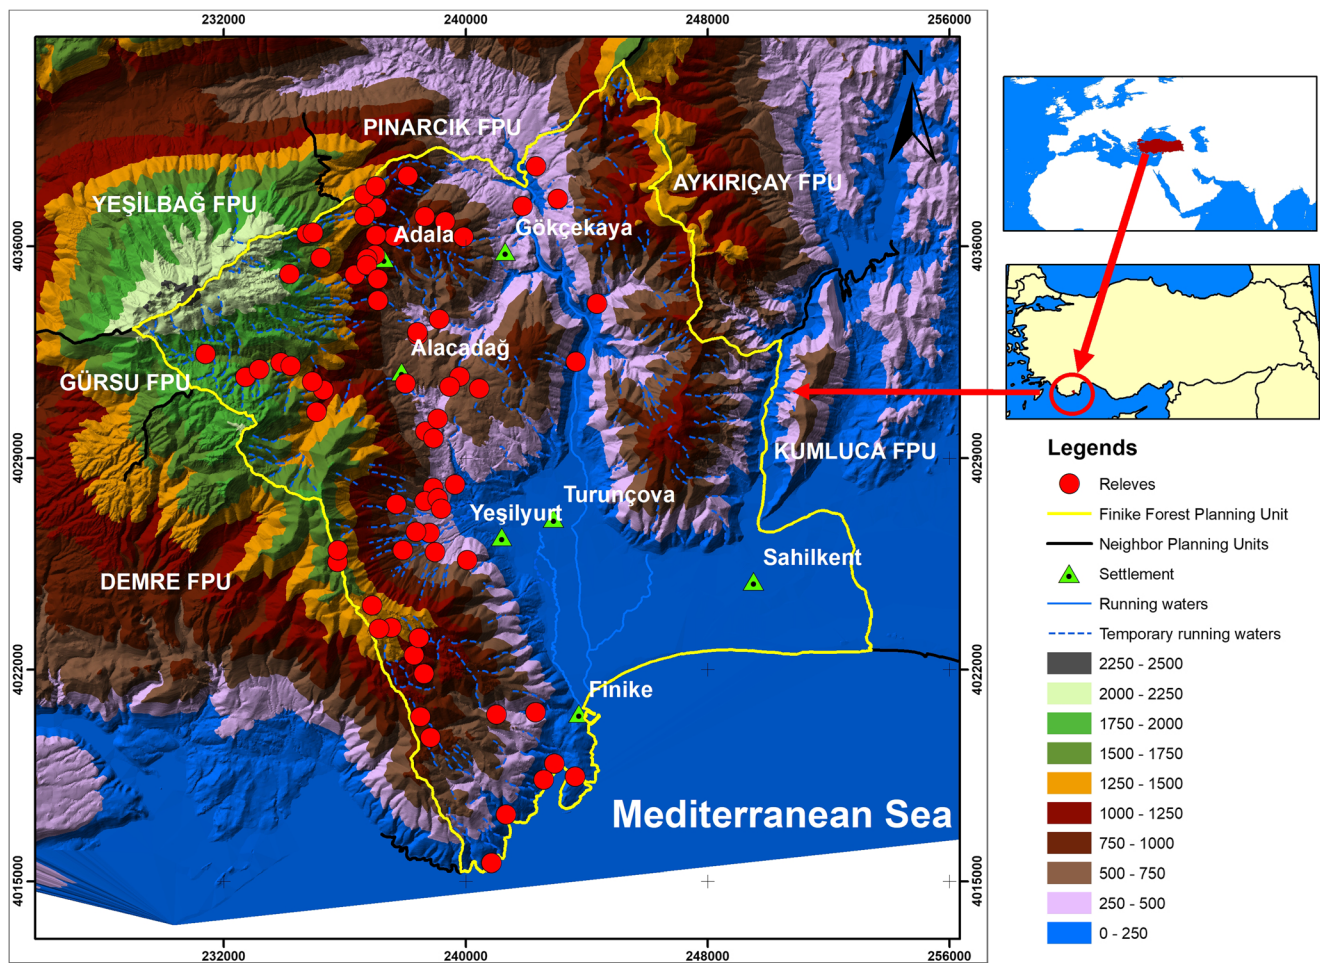 232000
240000
248000
256000
N
PINARCIK FPU
AYKIRIÇAY FPU
YEŞİLBAĞ FPU
Adala
Gökçekaya
4036000
4036000
Alacadağ
GÜRSU FPU
KUMLUCA FPU
4029000
4029000
Turunçova
Yeşilyurt
Sahilkent
DEMRE FPU
4022000
4022000
Finike
Mediterranean Sea
4015000
4015000
232000
240000
248000
256000
Legends
Releves
Finike Forest Planning Unit
Neighbor Planning Units
Settlement
Running waters
Temporary running waters
2250 - 2500
2000 - 2250
1750 - 2000
1500 - 1750
1250 - 1500
1000 - 1250
750 - 1000
500 - 750
250 - 500
0 - 250